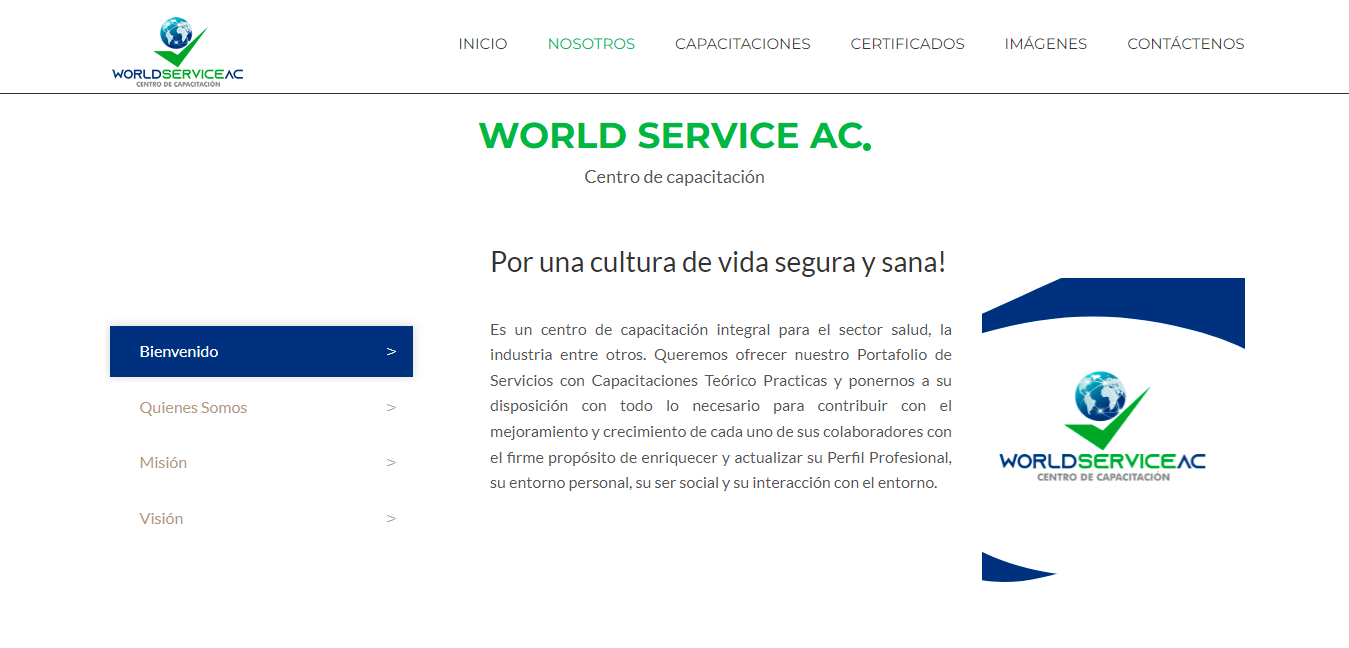 WORLDSERVICEAC
CENTRO DE CAPACITACIÓN
INICIO
NOSOTROS
CAPACITACIONES
CERTIFICADOS
IMÁGENES
CONTÁCTENOS
WORLD SERVICE AC.
Centro de capacitación
Bienvenido >
Quienes Somos >
Misión >
Visión >
Por una cultura de vida segura y sana!
Es un centro de capacitación integral para el sector salud, la
industria entre otros. Queremos ofrecer nuestro Portafolio de
Servicios con Capacitaciones Teórico Practicas y ponernos a su
disposición con todo lo necesario para contribuir con el
mejoramiento y crecimiento de cada uno de sus colaboradores con
el firme propósito de enriquecer y actualizar su Perfil Profesional,
su entorno personal, su ser social y su interacción con el entorno.
WORLDSERVICEAC
CENTRO DE CAPACITACIÓN